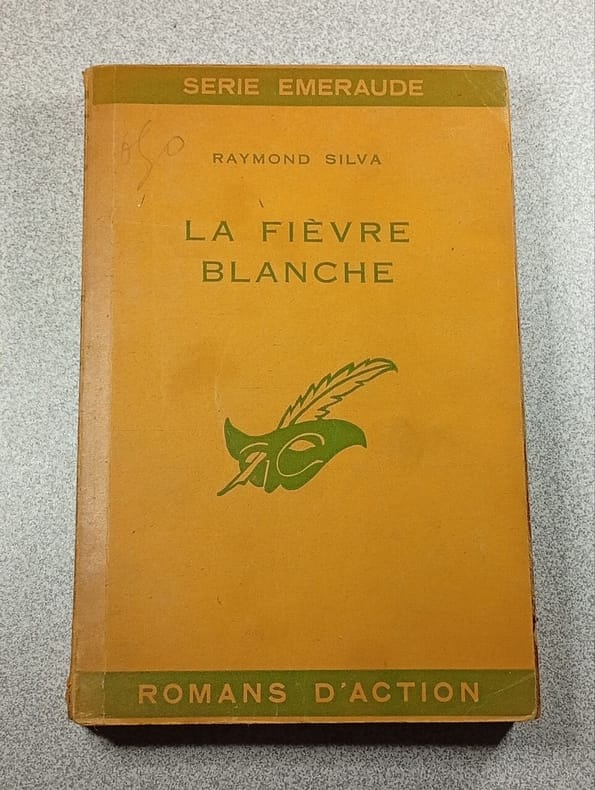 SERIE EMERAUDE
RAYMOND SILVA
LA FIÈVRE
BLANCHE
ROMANS D'ACTION